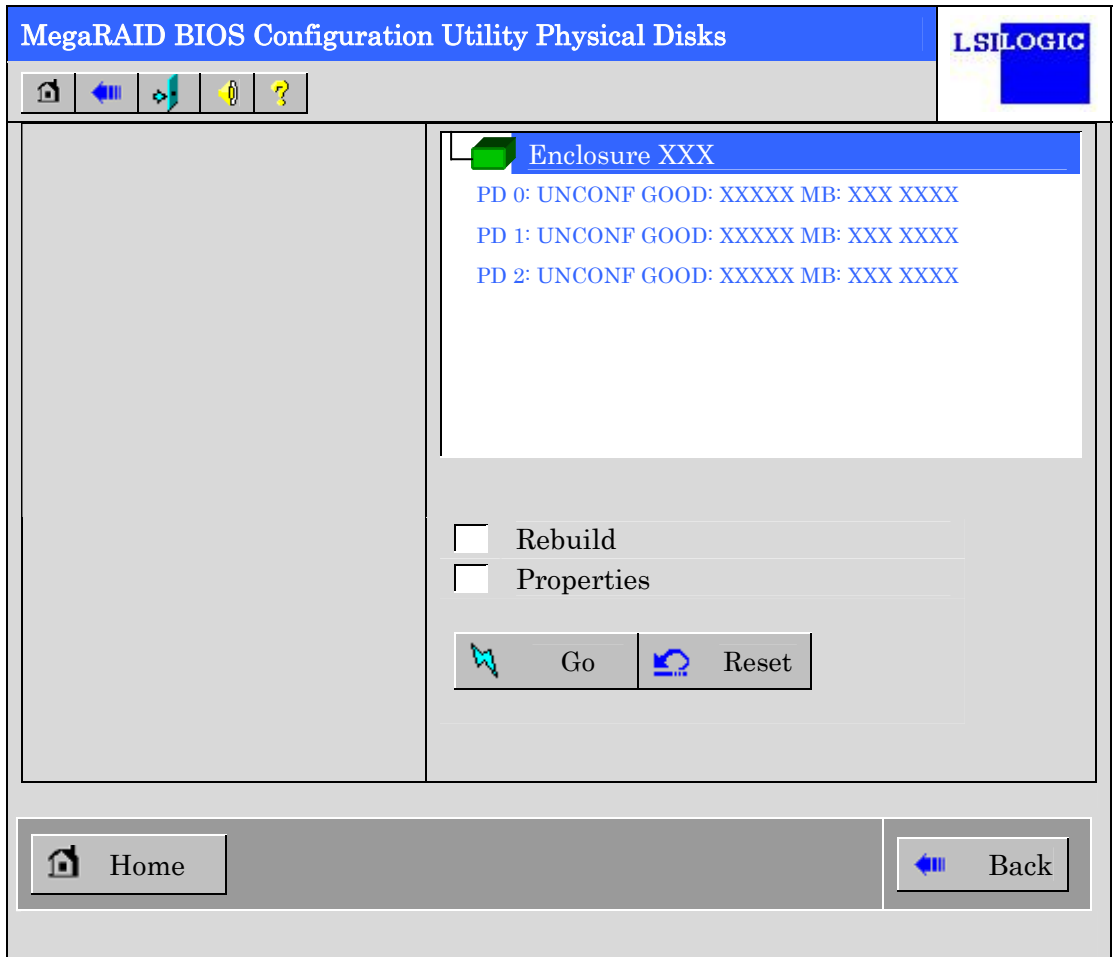 MegaRAID BIOS Configuration Utility Physical Disks
LSILOGIC
Enclosure XXX
PD 0: UNCONF GOOD: XXXXX MB: XXX XXXX
PD 1: UNCONF GOOD: XXXXX MB: XXX XXXX
PD 2: UNCONF GOOD: XXXXX MB: XXX XXXX
Rebuild
Properties
Go
Reset
Home
Back